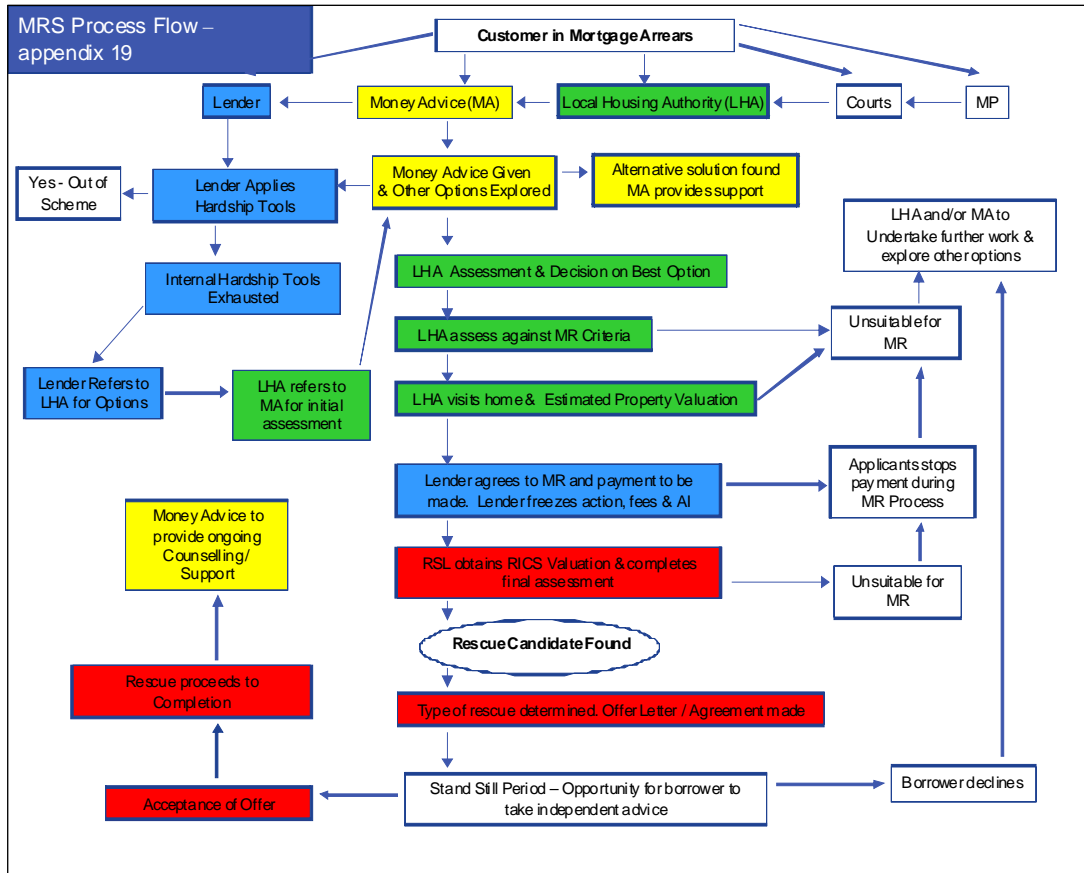 MRS Process Flow –
appendix 19
Customer in Mortgage Arrears
Lender
Money Advice (MA)
Local Housing Authority (LHA)
Courts
MP
Yes - Out of
Scheme
Lender Applies
Hardship Tools
Money Advice Given
& Other Options Explored
Alternative solution found
MA provides support
LHA and/or MA to
Undertake further work &
explore other options
Internal Hardship Tools
Exhausted
LHA Assessment & Decision on Best Option
LHA assess against MR Criteria
Unsuitable for
MR
Lender Refers to
LHA for Options
LHA refers to
MA for initial
assessment
LHA visits home & Estimated Property Valuation
Lender agrees to MR and payment to be
made. Lender freezes action, fees & AI
Applicants stops
payment during
MR Process
Money Advice to
provide ongoing
Counselling/
Support
RSL obtains RICS Valuation & completes
final assessment
Unsuitable for
MR
Rescue Candidate Found
Rescue proceeds to
Completion
Type of rescue determined. Offer Letter / Agreement made
Acceptance of Offer
Stand Still Period – Opportunity for borrower to
take independent advice
Borrower declines